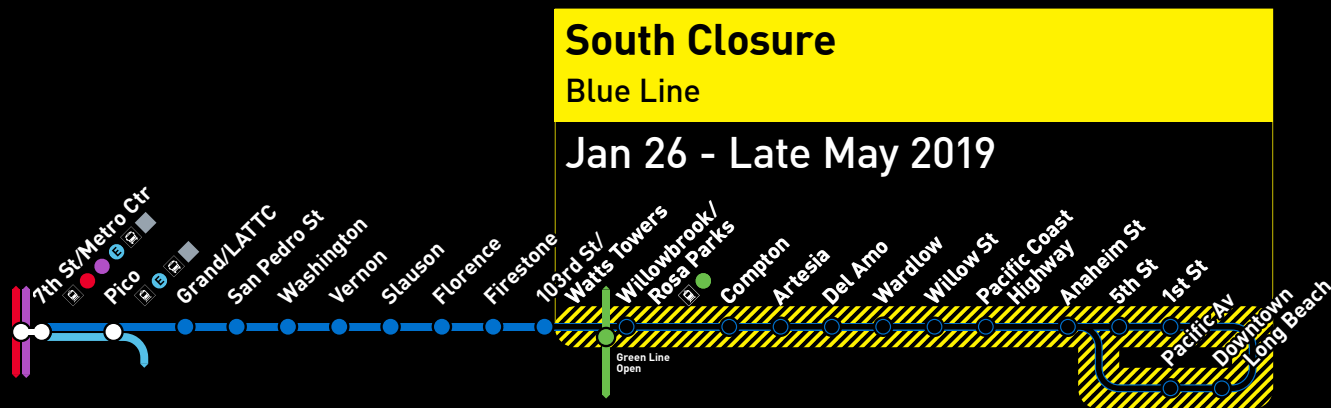 South Closure
Blue Line
Jan 26 - Late May 2019
7th St/Metro Ctr
E
Pico
E
Grand/LATTC
San Pedro St
Washington
Vernon
Slauson
Florence
Firestone
103rd St/
Watts Towers
Willowbrook/
Rosa Parks
Compton
Artesia
Del Amo
Wardlow
Willow St
Pacific Coast
Highway
Anaheim St
5th St
1st St
Pacific Av
Downtown
Long Beach
Green Line
Open